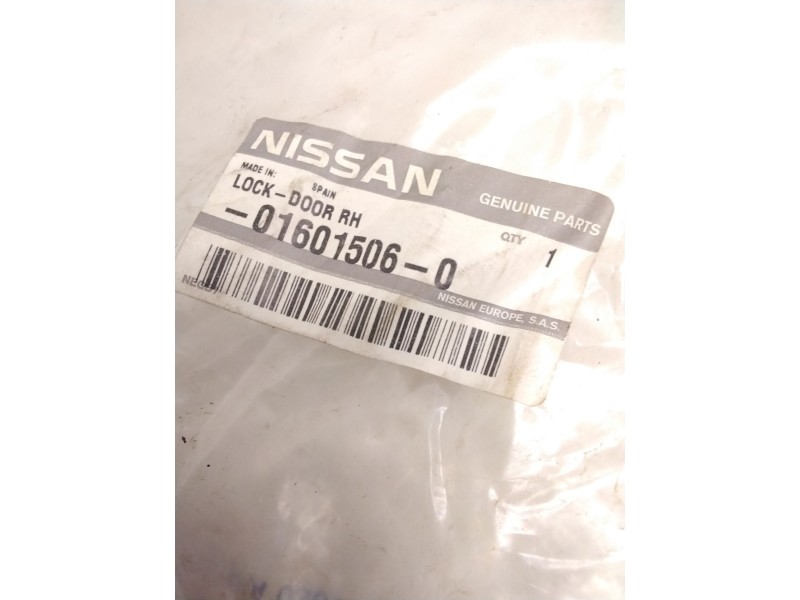 NISSAN
GENUINE PARTS
MADE IN: SPAIN
LOCK-DOOR RH
QTY 1
-01601506-0
NISSAN EUROPE, S.A.S.